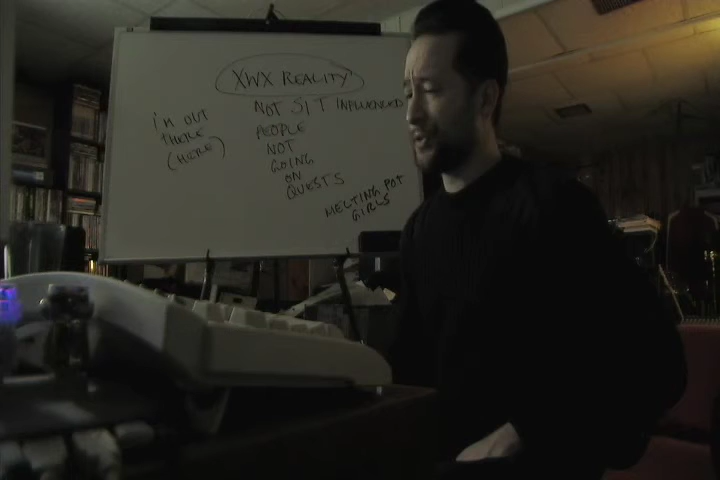 XWX REALITY
I'M OUT
THERE
(HERE)
NOT SIT INFLUENCED
PEOPLE
NOT
GOING
ON
QUESTS
MELTING POT
GIRLS